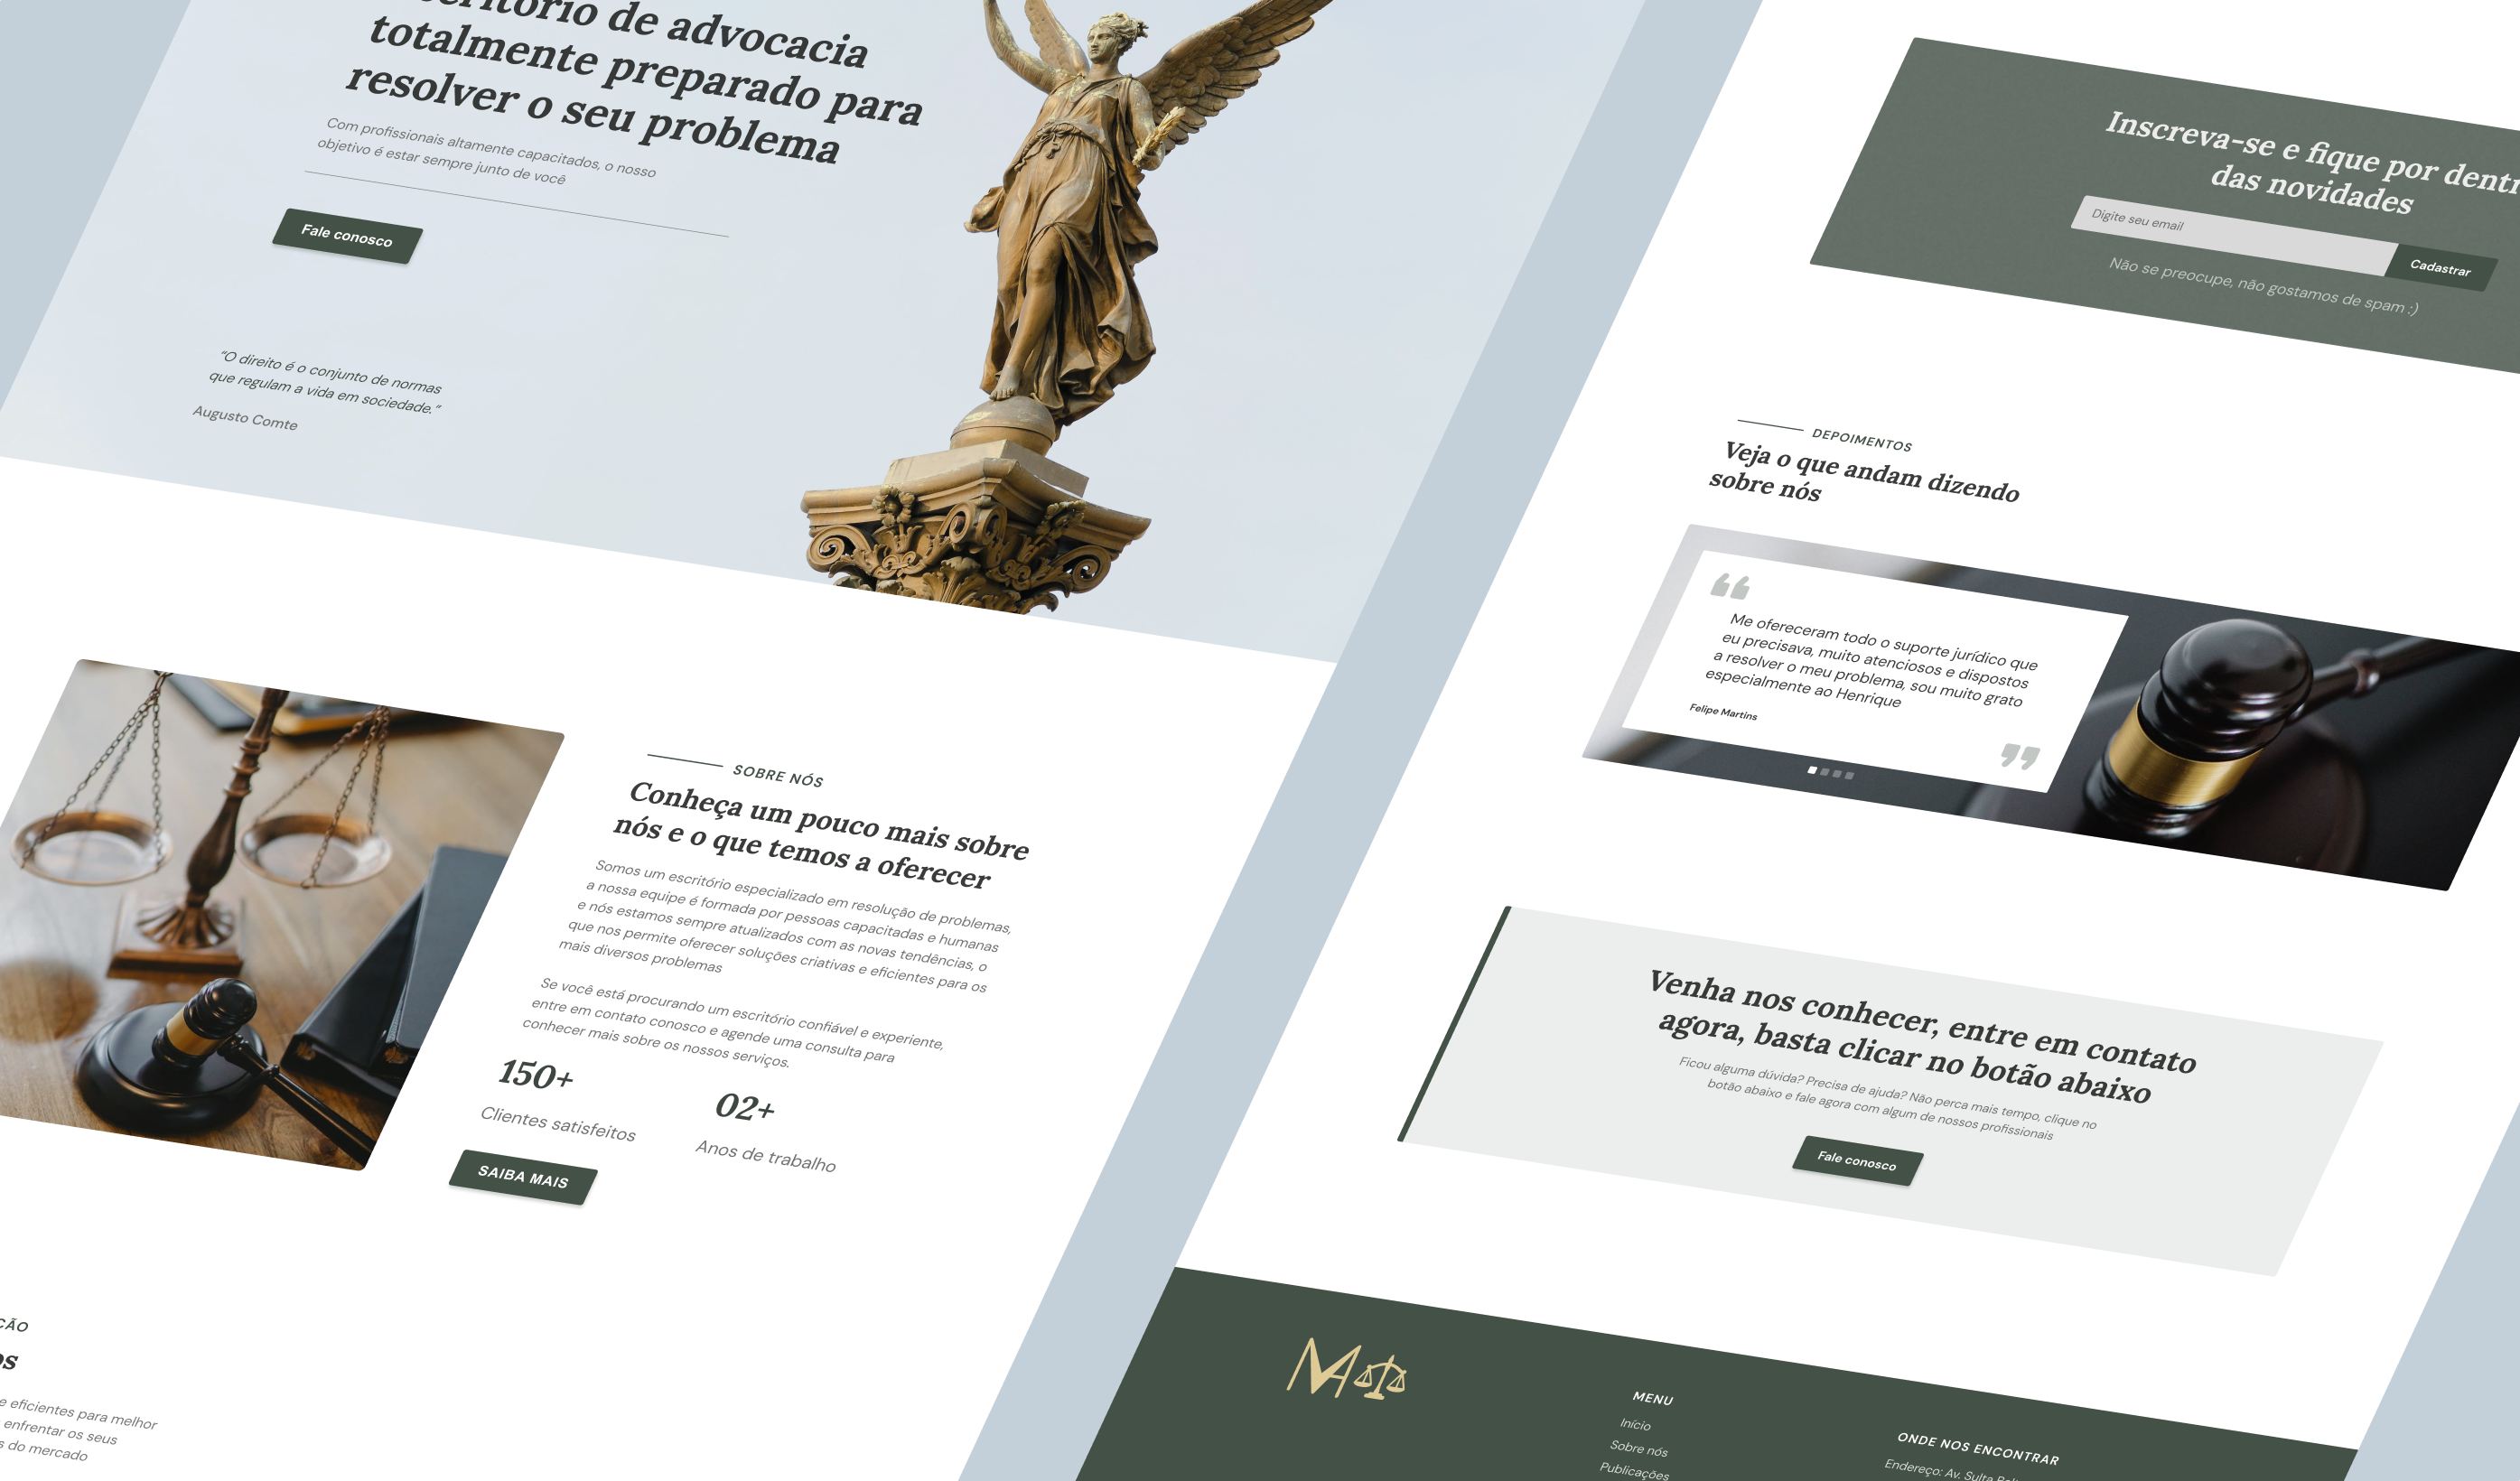 de advocacia
totalmente preparado para
resolver o seu problema
Com profissionais altamente capacitados, o nosso
objetivo é estar sempre junto de você
Fale conosco
“O direito é o conjunto de normas
que regulam a vida em sociedade.”
Augusto Comte
SOBRE NÓS
Conheça um pouco mais sobre
nós e o que temos a oferecer
Somos um escritório especializado em resolução de problemas,
a nossa equipe é formada por pessoas capacitadas e humanas
e nós estamos sempre atualizados com as novas tendências, o
que nos permite oferecer soluções criativas e eficientes para os
mais diversos problemas
Se você está procurando um escritório confiável e experiente,
entre em contato conosco e agende uma consulta para
conhecer mais sobre os nossos serviços.
150+
Clientes satisfeitos
02+
Anos de trabalho
SAIBA MAIS
e eficientes para melhor
enfrentar os seus
do mercado
Inscreva-se e fique por
das novidades
Digite seu email
Cadastrar
Não se preocupe, não gostamos de spam :)
DEPOIMENTOS
Veja o que andam dizendo
sobre nós
“
Me ofereceram todo o suporte jurídico que
eu precisava, muito atenciosos e dispostos
a resolver o meu problema, sou muito grato
especialmente ao Henrique
Felipe Martins
”
Venha nos conhecer, entre em contato
agora, basta clicar no botão abaixo
Ficou alguma dúvida? Precisa de ajuda? Não perca mais tempo, clique no
botão abaixo e fale agora com algum de nossos profissionais
Fale conosco
MA
MENU
Início
Sobre nós
Publicações
ONDE NOS ENCONTRAR
Endereço: Av. Sulta